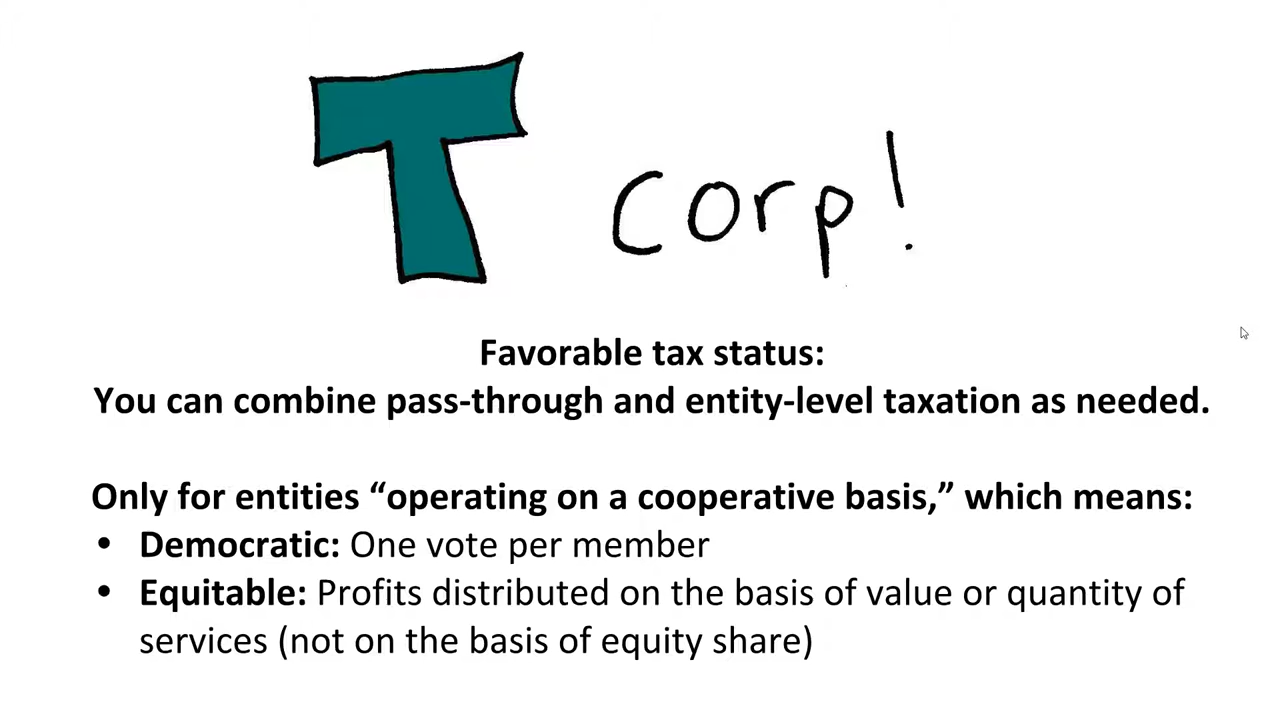 T corp!
Favorable tax status:
You can combine pass-through and entity-level taxation as needed.
Only for entities “operating on a cooperative basis,” which means:
• Democratic: One vote per member
• Equitable: Profits distributed on the basis of value or quantity of
services (not on the basis of equity share)